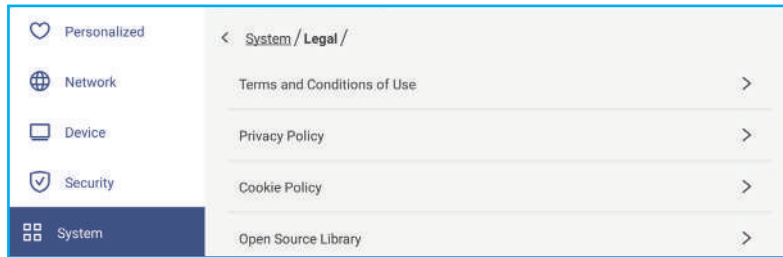 Personalized
Network
Device
Security
System
System / Legal /
Terms and Conditions of Use
Privacy Policy
Cookie Policy
Open Source Library